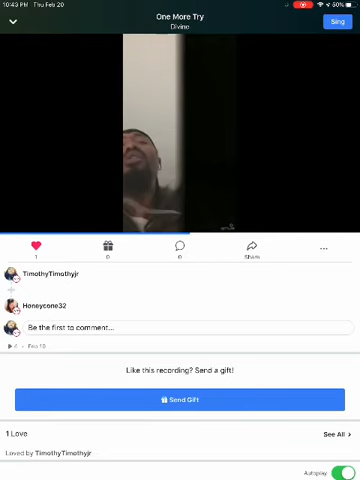 10:43 PM Thu Feb 20
50%
One More Try
Divine
Sing
1
0
0
Share
TimothyTimothyjr
Honeycone32
Be the first to comment...
Feb 19
Like this recording? Send a gift!
Send Gift
1 Love
See All >
Loved by TimothyTimothyjr
Autoplay